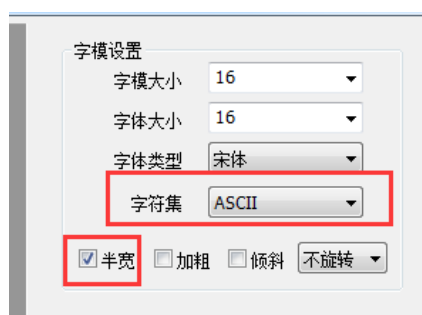 字模设置
字模大小 16
字体大小 16
字体类型 宋体
字符集 ASCII
半宽 加粗 倾斜 不旋转